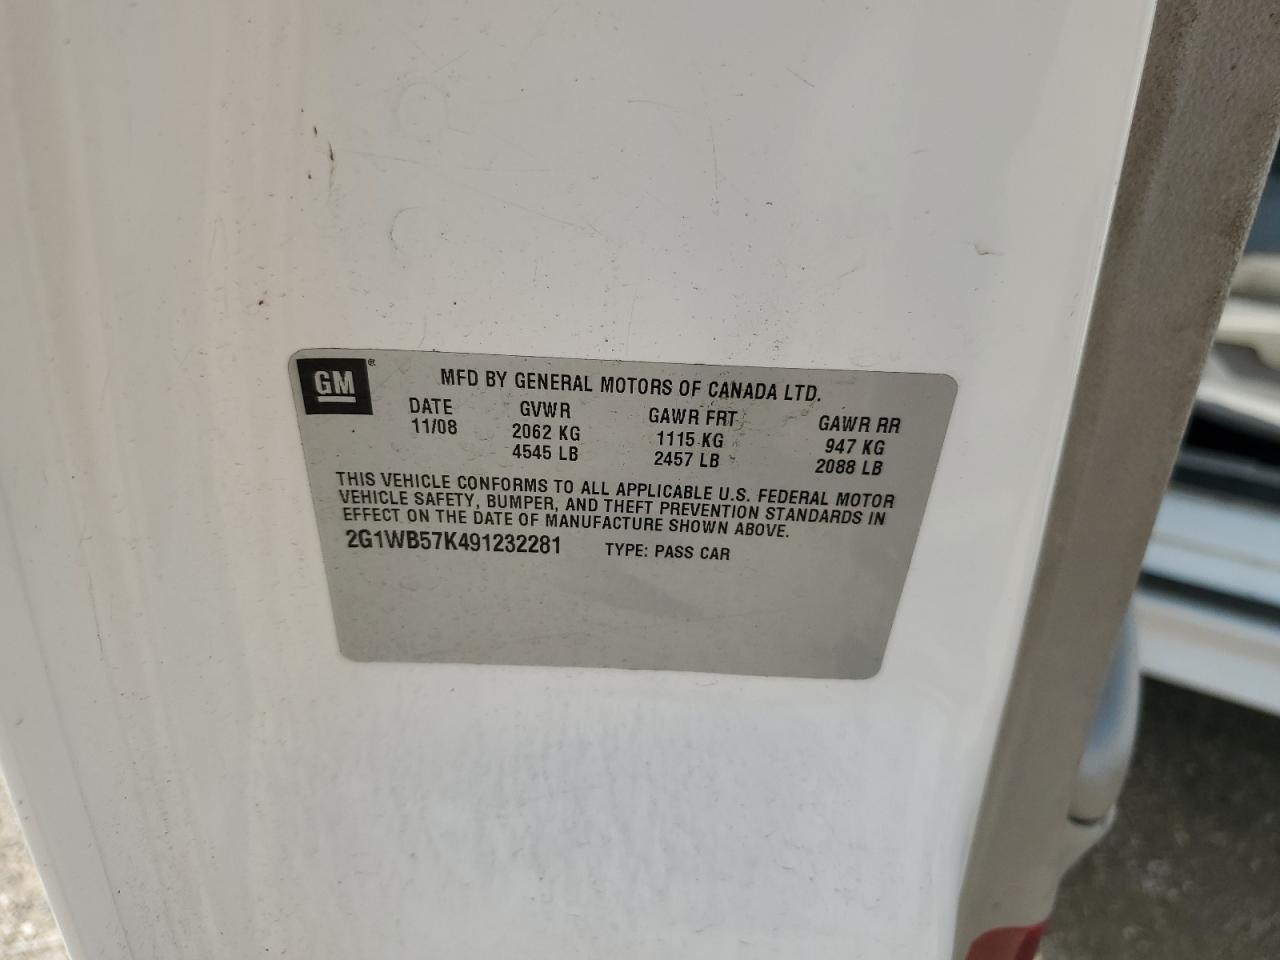 GM ®
MFD BY GENERAL MOTORS OF CANADA LTD.
DATE GVWR GAWR FRT GAWR RR
11/08 2062 KG 1115 KG 947 KG
4545 LB 2457 LB 2088 LB
THIS VEHICLE CONFORMS TO ALL APPLICABLE U.S. FEDERAL MOTOR
VEHICLE SAFETY, BUMPER, AND THEFT PREVENTION STANDARDS IN
EFFECT ON THE DATE OF MANUFACTURE SHOWN ABOVE.
2G1WB57K491232281 TYPE: PASS CAR